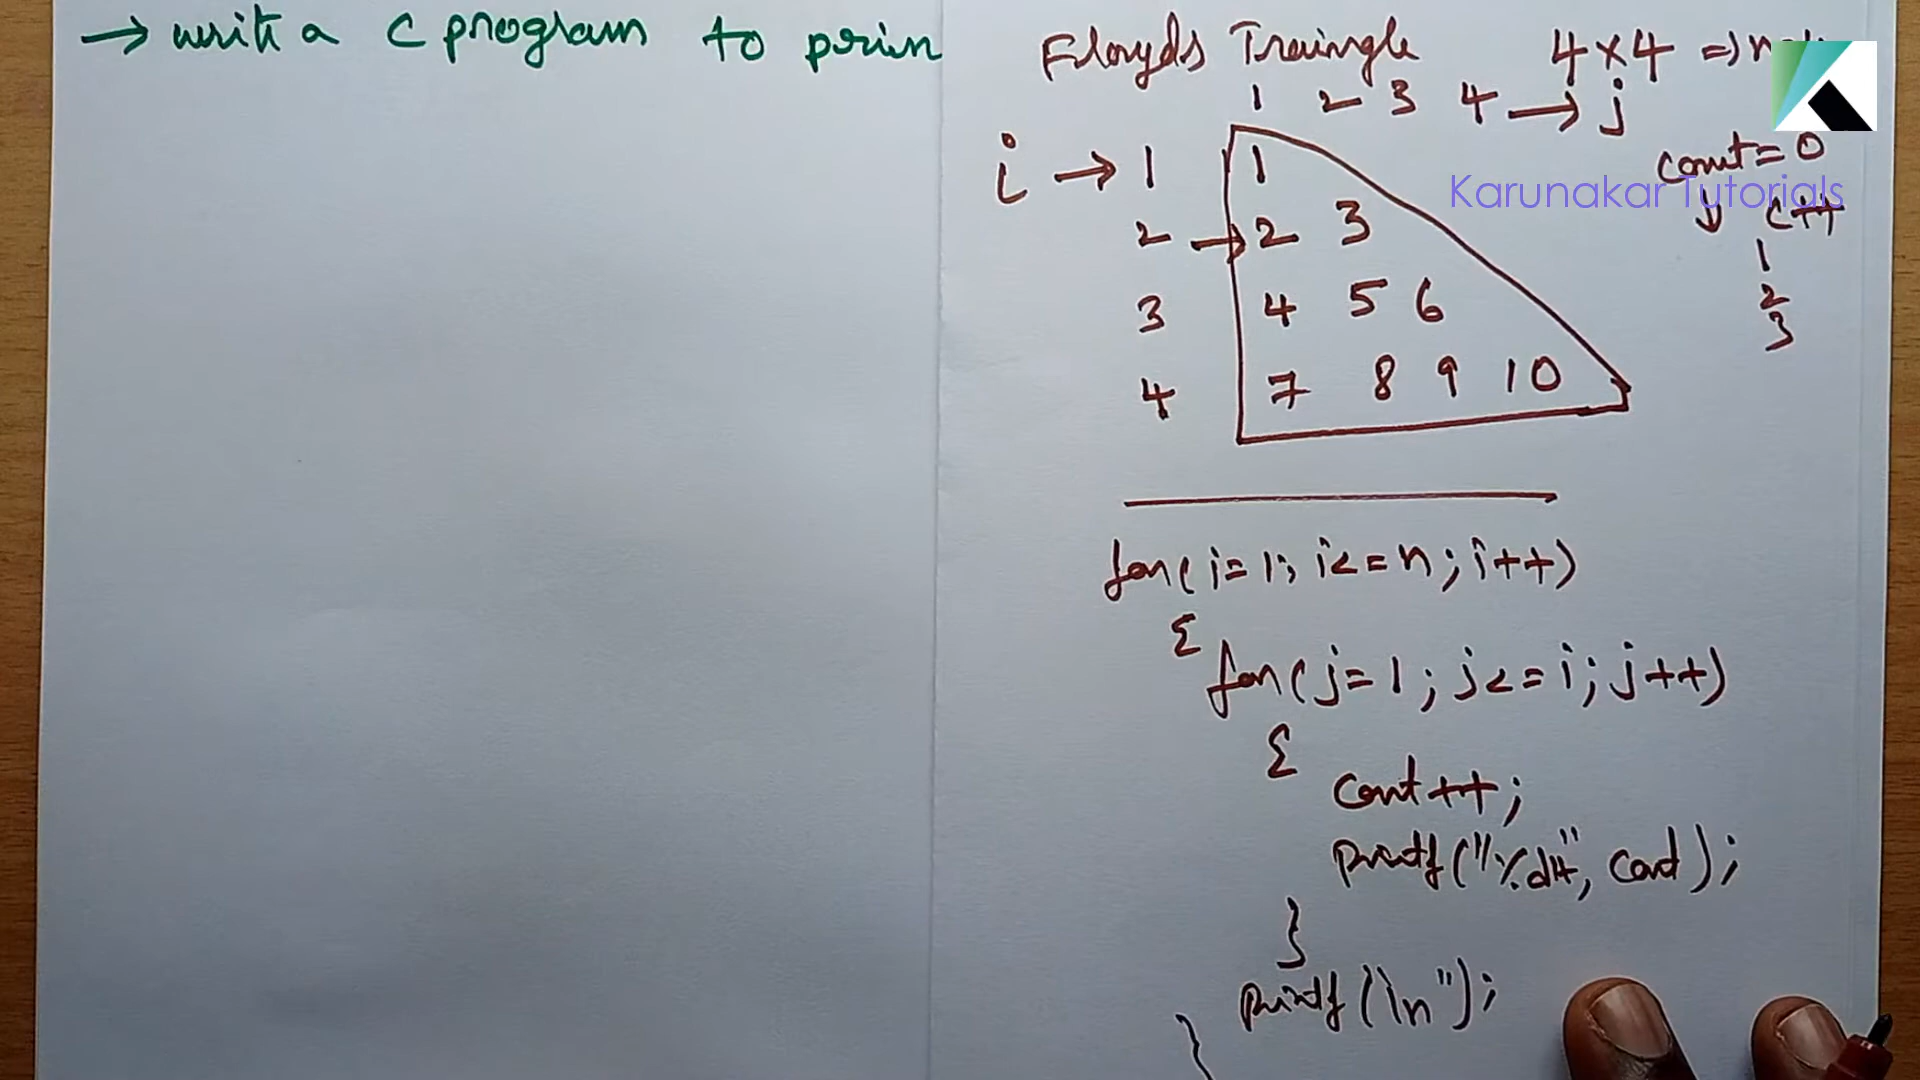 → write a c program to prin
Floyds Traingle 4×4 =>
1 2 3 4 → j
count = 0
Karunakar Tutorials
↓ c++
i → 1 1
2 → 2 3
3 4 5 6
4 7 8 9 10
1
2
3
for(i=1; i<=n; i++)
{
for(j=1; j<=i; j++)
{
cont++;
printf("%d\t", cont);
}
printf(\n");
}